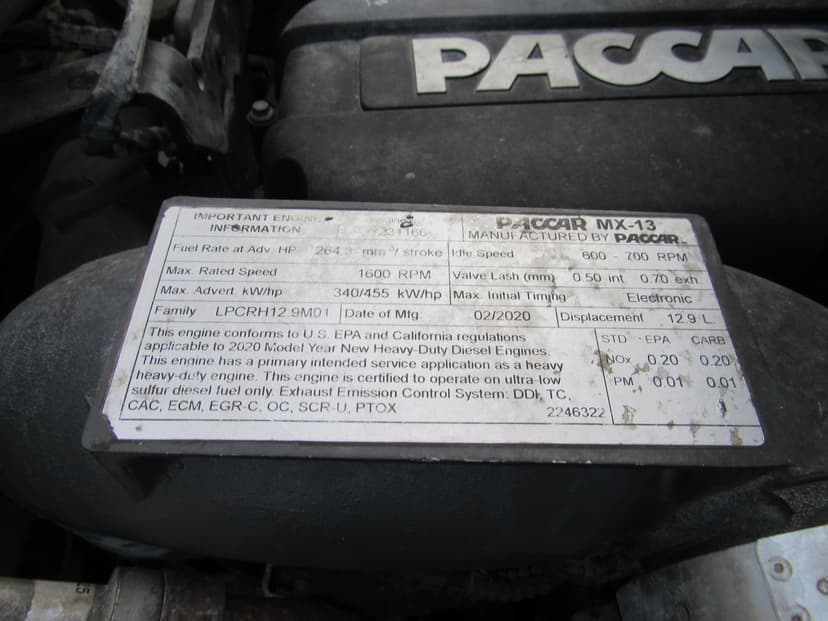 PACCAR
IMPORTANT ENGINE
INFORMATION
PACCAR MX-13
MANUFACTURED BY PACCAR
Fuel Rate at Adv. HP 264.3 mm³/ stroke
Idle Speed 600 - 700 RPM
Max. Rated Speed 1600 RPM
Valve Lash (mm) 0.50 int 0.70 exh.
Max. Advert. kW/hp 340/455 kW/hp
Max. Initial Timing Electronic
Family LPCRH12.9M01
Date of Mfg. 02/2020
Displacement 12.9 L.
This engine conforms to U.S. EPA and California regulations
applicable to 2020 Model Year New Heavy-Duty Diesel Engines.
This engine has a primary intended service application as a heavy
heavy-duty engine. This engine is certified to operate on ultra-low
sulfur diesel fuel only. Exhaust Emission Control System: DDI, TC,
CAC, ECM, EGR-C, OC, SCR-U, PTOX
2246322
STD EPA CARB
NOx 0.20 0.20
PM 0.01 0.01